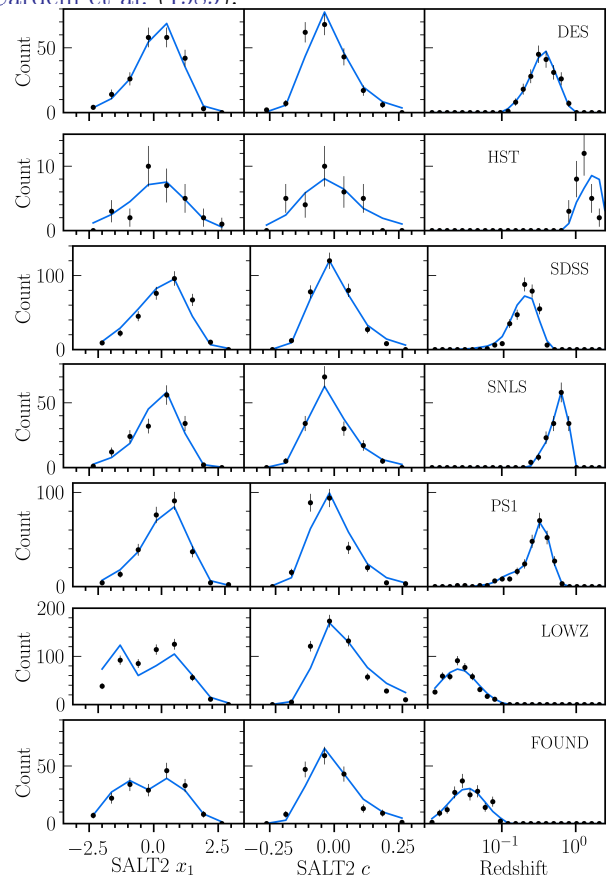 Count
50
0
DES
Count
10
0
HST
Count
100
0
SDSS
Count
50
0
SNLS
Count
100
0
PS1
Count
200
100
0
LOWZ
Count
50
0
FOUND
−2.5 0.0 2.5 −0.25 0.00 0.25 10⁻¹ 10⁰
SALT2 x₁ SALT2 c Redshift